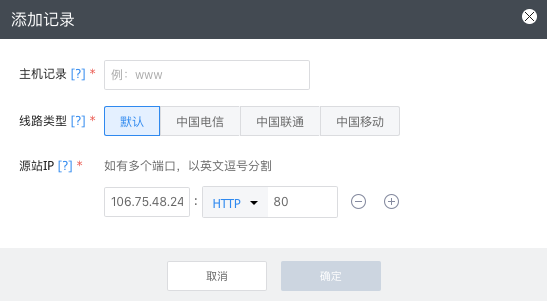 添加记录
主机记录 [?] * 例：www
线路类型 [?] * 默认 中国电信 中国联通 中国移动
源站IP [?] * 如有多个端口，以英文逗号分割
106.75.48.24 : HTTP 80
取消 确定